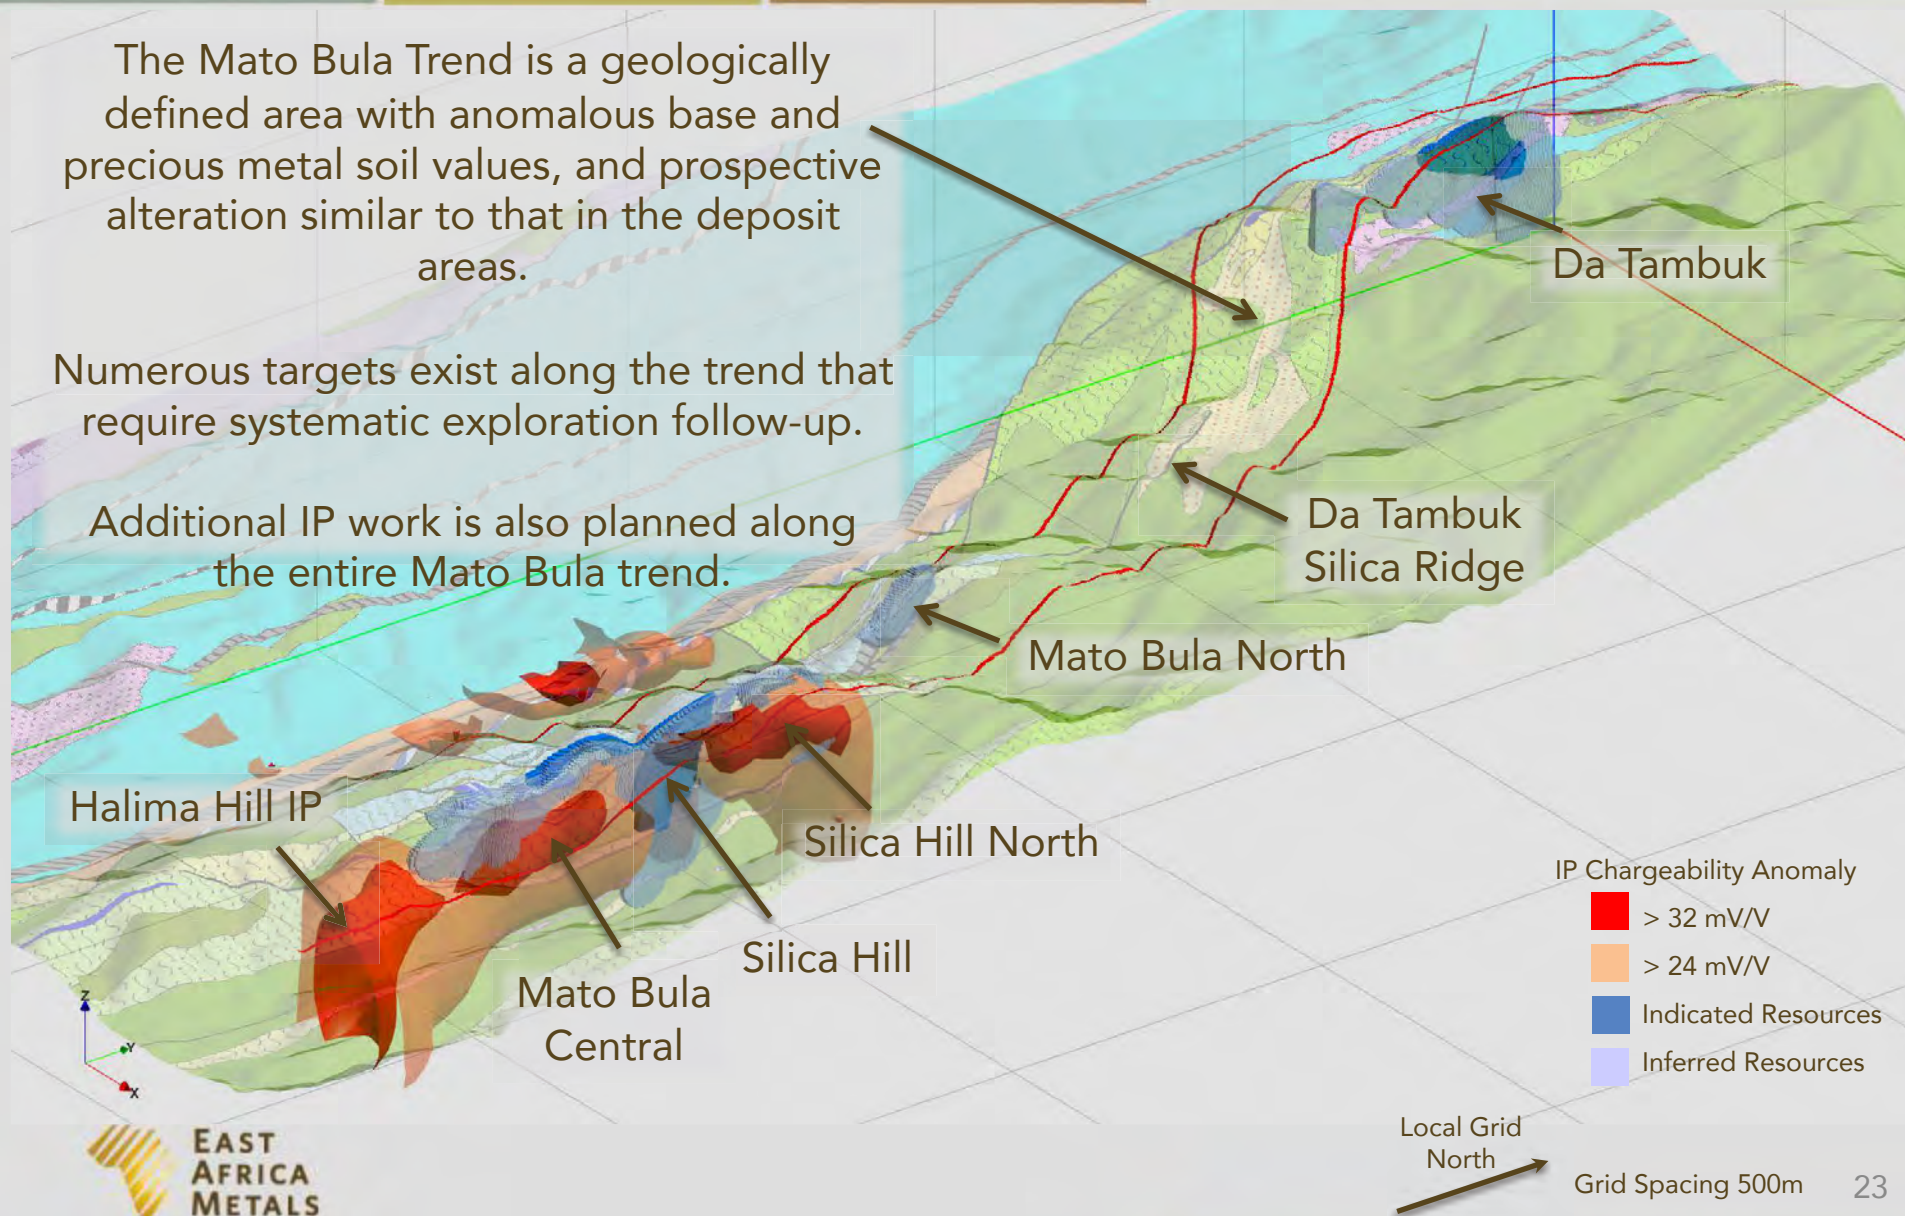 The Mato Bula Trend is a geologically
defined area with anomalous base and
precious metal soil values, and prospective
alteration similar to that in the deposit
areas.
Numerous targets exist along the trend that
require systematic exploration follow-up.
Additional IP work is also planned along
the entire Mato Bula trend.
Da Tambuk
Da Tambuk
Silica Ridge
Mato Bula North
Halima Hill IP
Silica Hill North
Silica Hill
Mato Bula
Central
IP Chargeability Anomaly
> 32 mV/V
> 24 mV/V
Indicated Resources
Inferred Resources
Z
Y
X
EAST
AFRICA
METALS
Local Grid
North
Grid Spacing 500m
23